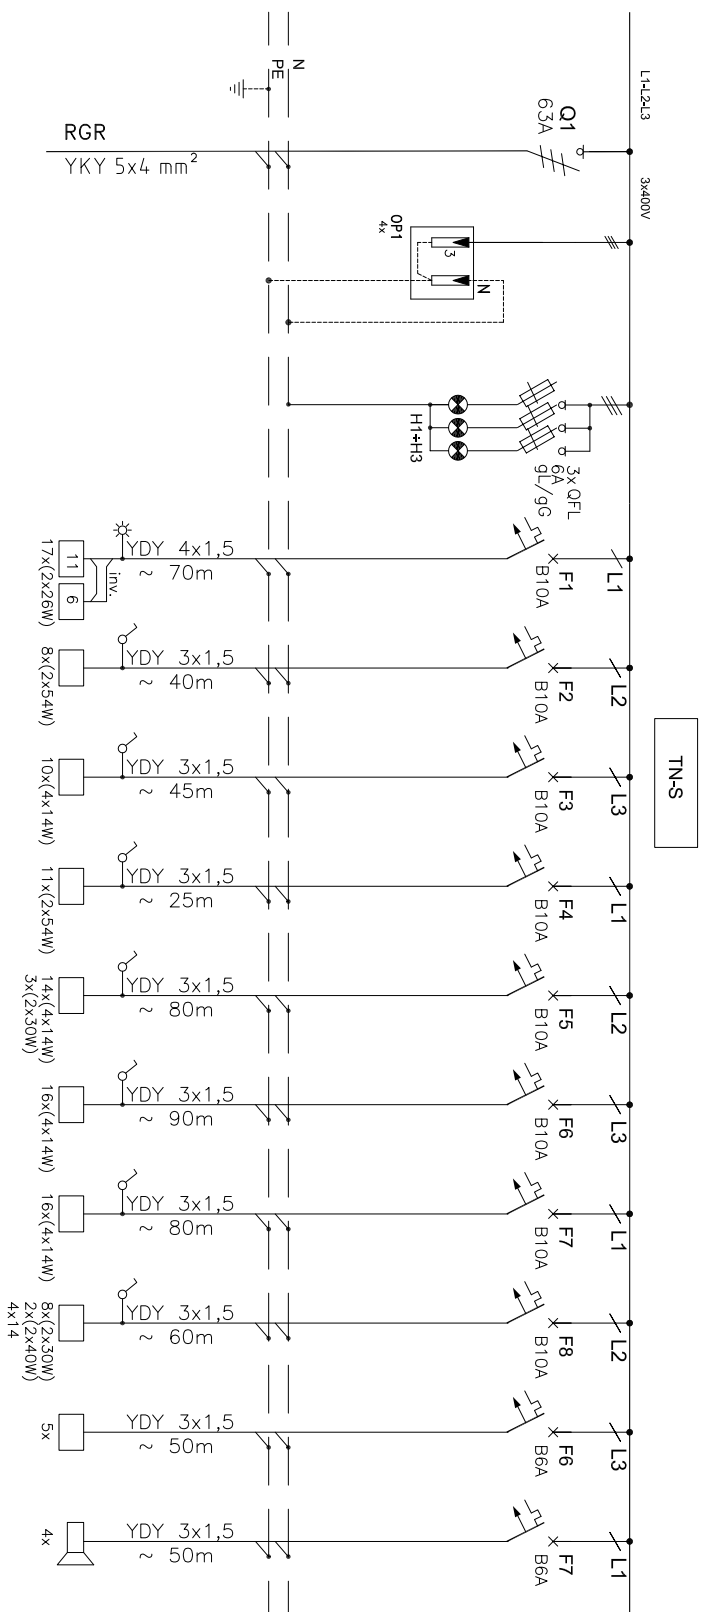 L1-L2-L3
3x400V
N
PE
RGR
YKY 5x4 mm²
Q1
63A
OP1
4x
3
N
H1÷H3
3xQFL
6A
gL/gG
TN-S
L1
F1
B10A
YDY 4x1,5
~ 70m
inv.
11
6
17x(2x26W)
L2
F2
B10A
YDY 3x1,5
~ 40m
8x(2x54W)
L3
F3
B10A
YDY 3x1,5
~ 45m
10x(4x14W)
L1
F4
B10A
YDY 3x1,5
~ 25m
11x(2x54W)
L2
F5
B10A
YDY 3x1,5
~ 80m
14x(4x14W)
3x(2x30W)
L3
F6
B10A
YDY 3x1,5
~ 90m
16x(4x14W)
L1
F7
B10A
YDY 3x1,5
~ 80m
16x(4x14W)
L2
F8
B10A
YDY 3x1,5
~ 60m
8x(2x30W)
2x(2x40W)
4x14
L3
F6
B6A
YDY 3x1,5
~ 50m
5x
L1
F7
B6A
YDY 3x1,5
~ 50m
4x